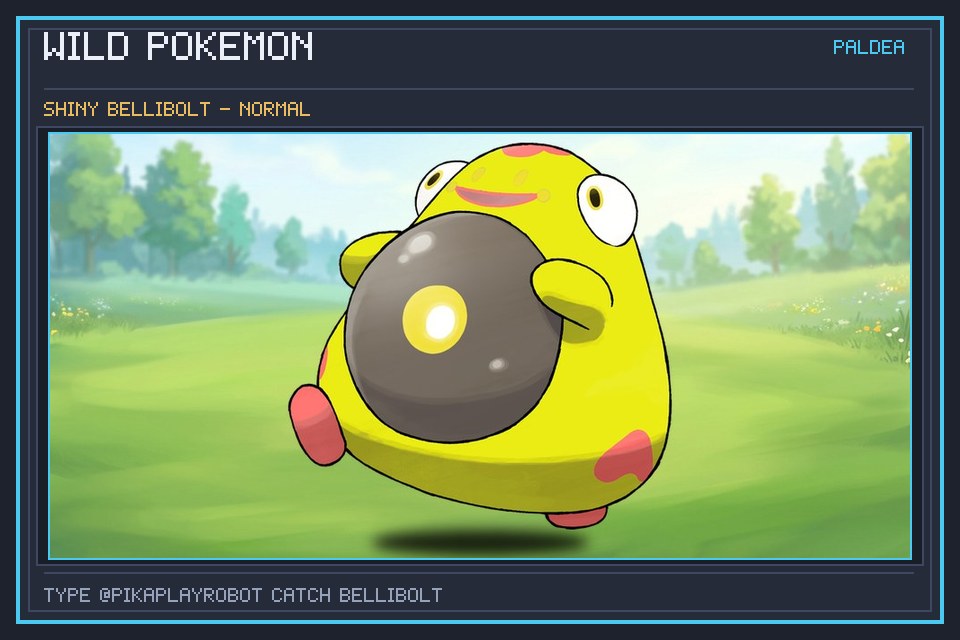 WILD POKEMON
PALDEA
SHINY BELLIBOLT - NORMAL
TYPE @PIKAPLAYROBOT CATCH BELLIBOLT